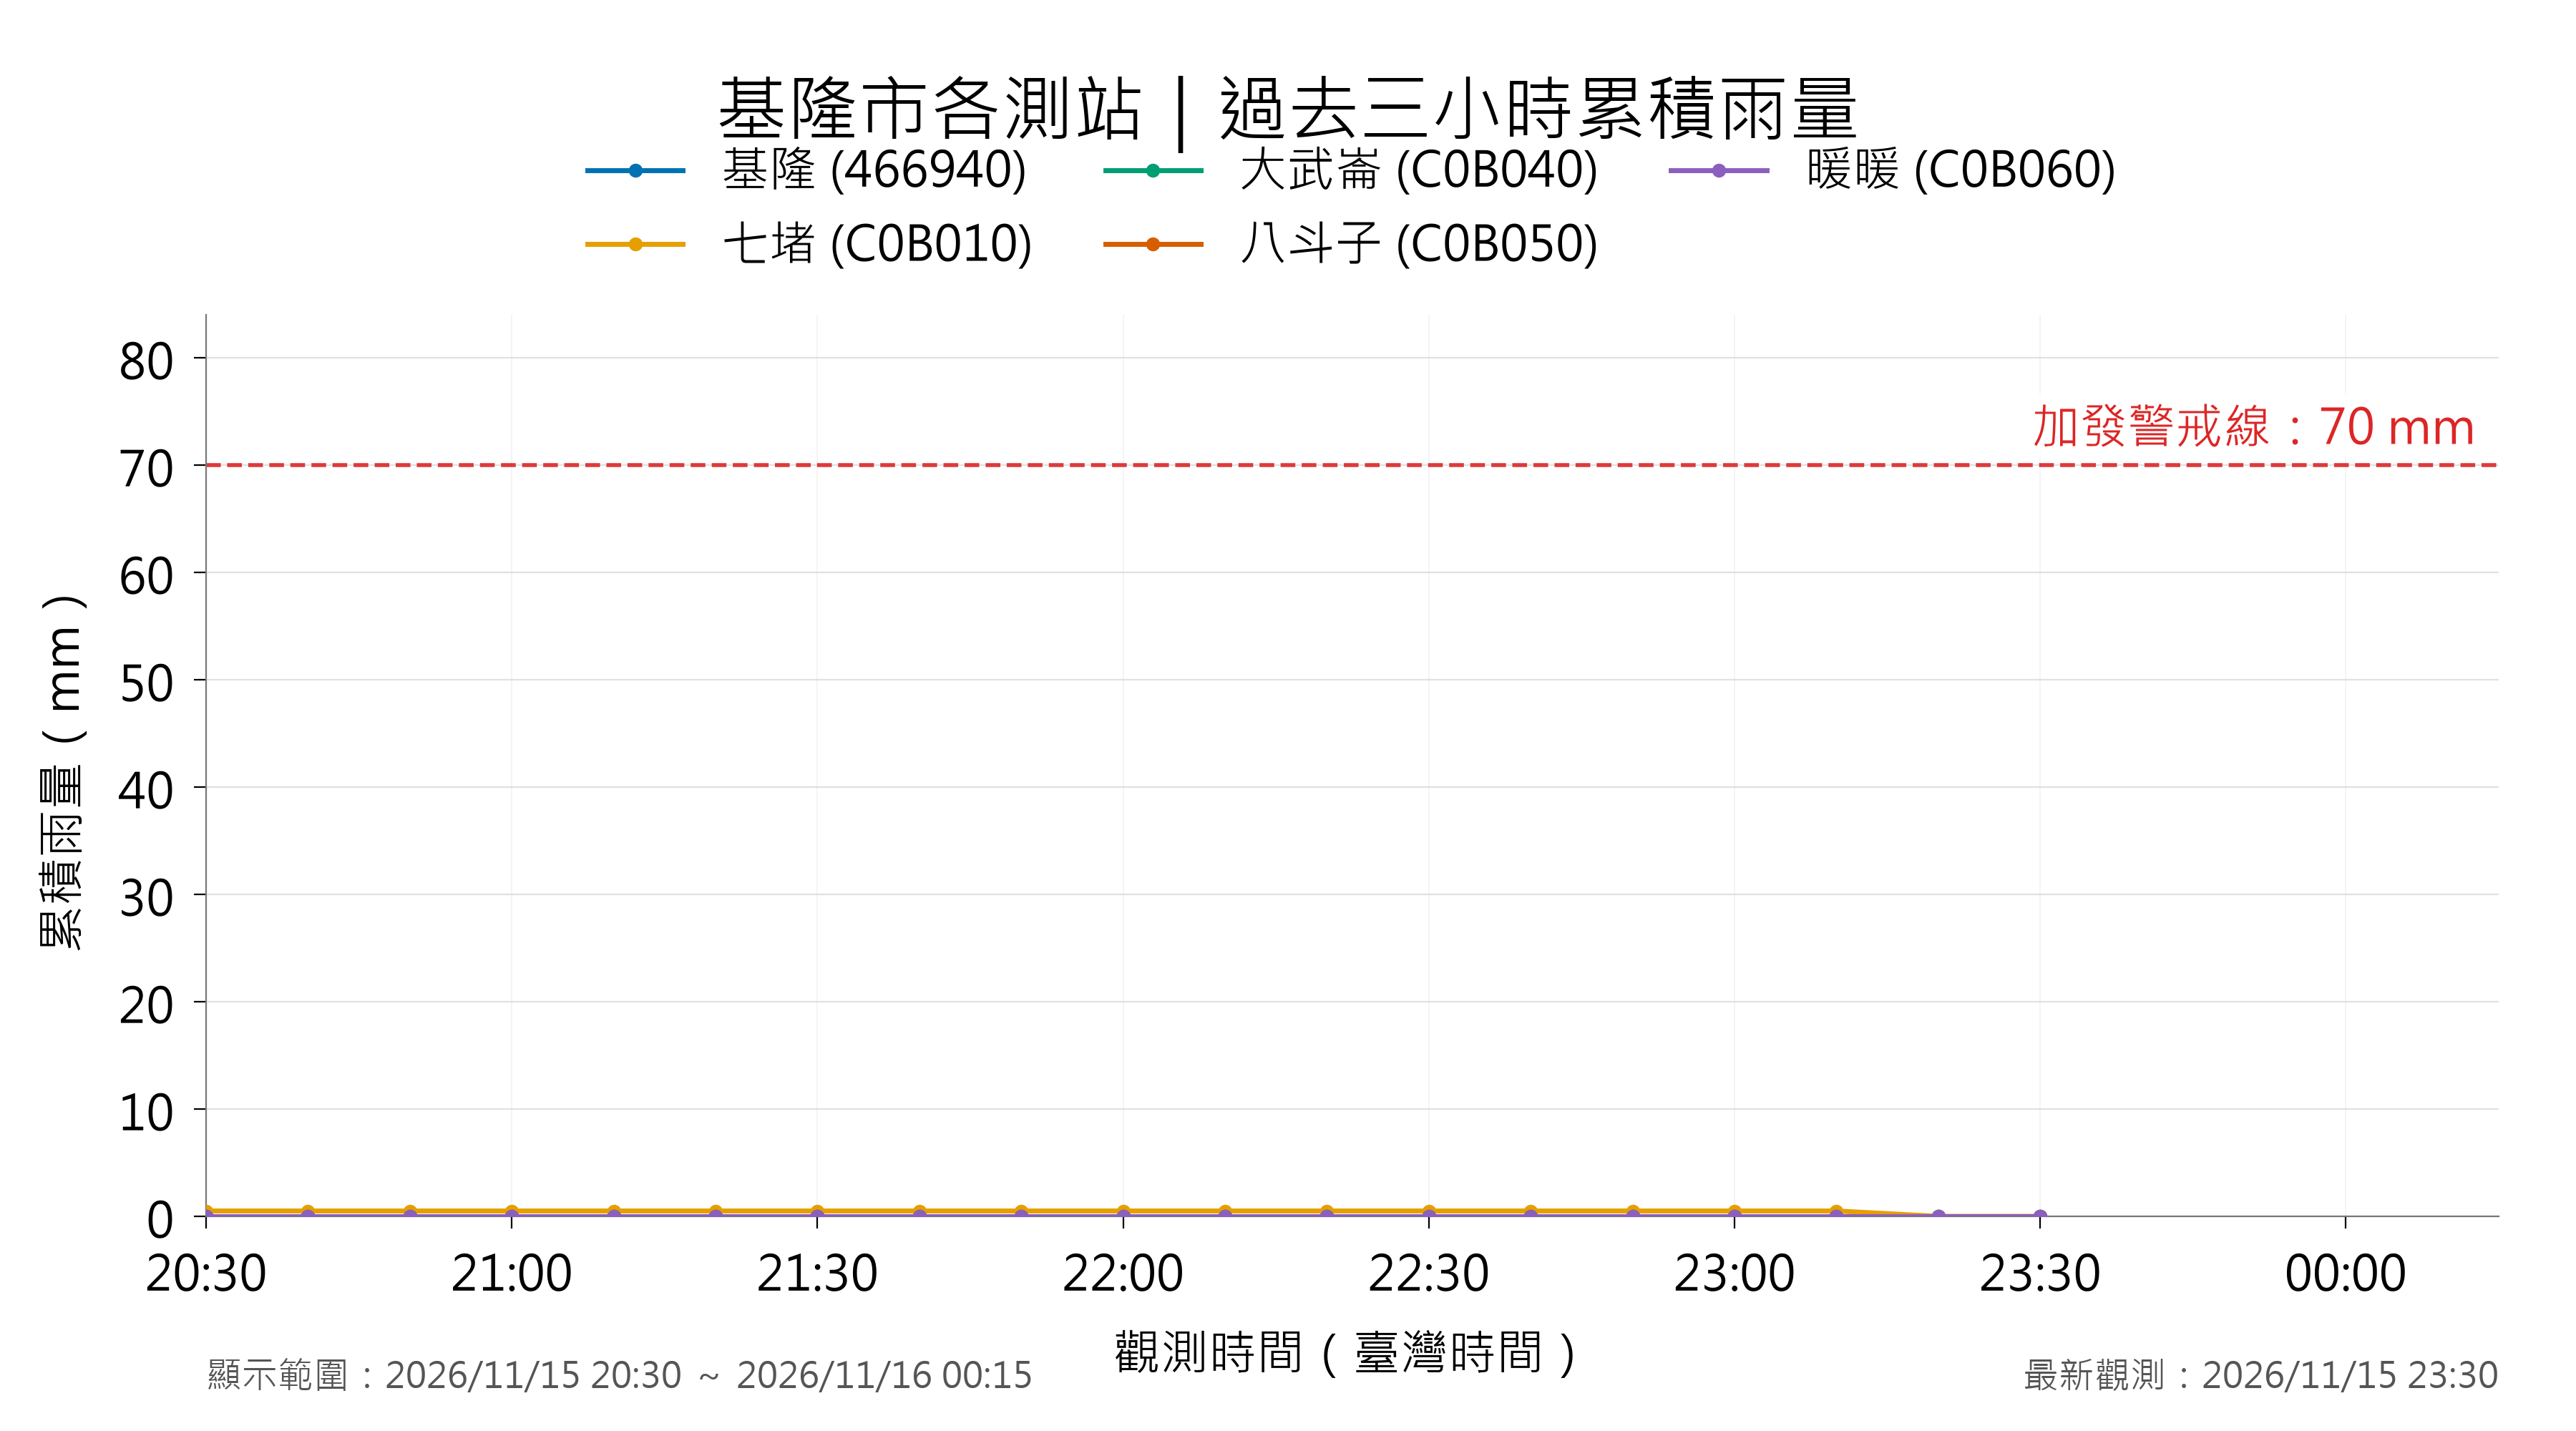 基隆市各測站｜過去三小時累積雨量
基隆 (466940)
大武崙 (C0B040)
暖暖 (C0B060)
七堵 (C0B010)
八斗子 (C0B050)
80
70
60
50
40
30
20
10
0
加發警戒線：70 mm
累積雨量（mm）
20:30
21:00
21:30
22:00
22:30
23:00
23:30
00:00
觀測時間（臺灣時間）
顯示範圍：2026/11/15 20:30 ~ 2026/11/16 00:15
最新觀測：2026/11/15 23:30